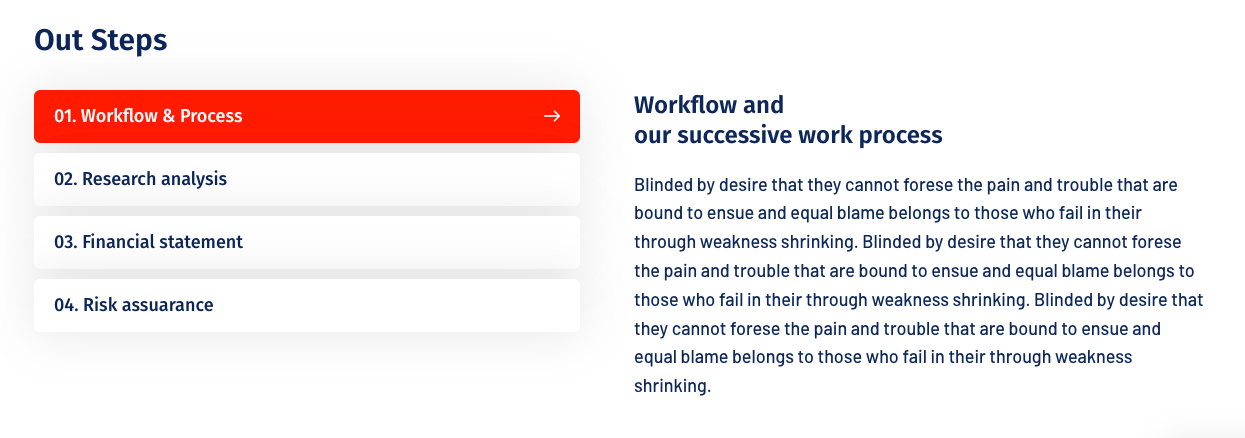 Out Steps
01. Workflow & Process
02. Research analysis
03. Financial statement
04. Risk assuarance
Workflow and
our successive work process
Blinded by desire that they cannot forese the pain and trouble that are
bound to ensue and equal blame belongs to those who fail in their
through weakness shrinking. Blinded by desire that they cannot forese
the pain and trouble that are bound to ensue and equal blame belongs to
those who fail in their through weakness shrinking. Blinded by desire that
they cannot forese the pain and trouble that are bound to ensue and
equal blame belongs to those who fail in their through weakness
shrinking.